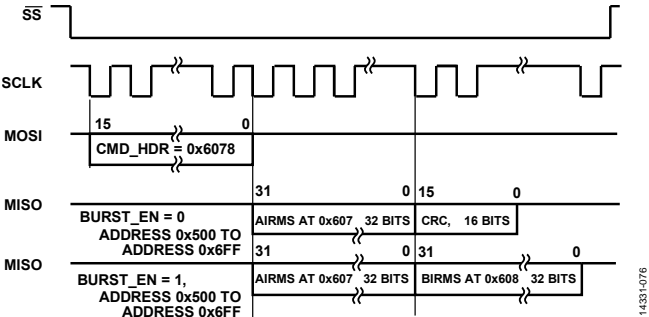 SS
SCLK
15 0
MOSI
CMD_HDR = 0x6078
31 0 15 0
MISO
BURST_EN = 0
ADDRESS 0x500 TO
ADDRESS 0x6FF
AIRMS AT 0x607 32 BITS CRC, 16 BITS
31 0 31 0
MISO
BURST_EN = 1,
ADDRESS 0x500 TO
ADDRESS 0x6FF
AIRMS AT 0x607 32 BITS BIRMS AT 0x608 32 BITS
14331-076